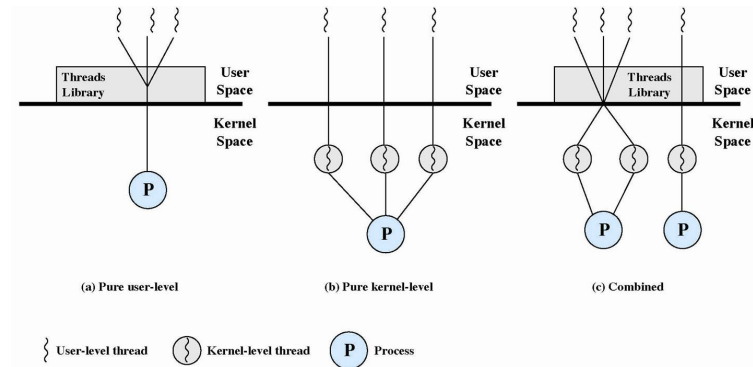 Threads
Library
User
Space
Kernel
Space
P
(a) Pure user-level
User
Space
Kernel
Space
P
(b) Pure kernel-level
Threads
Library
User
Space
Kernel
Space
P
P
(c) Combined
User-level thread
Kernel-level thread
P
Process